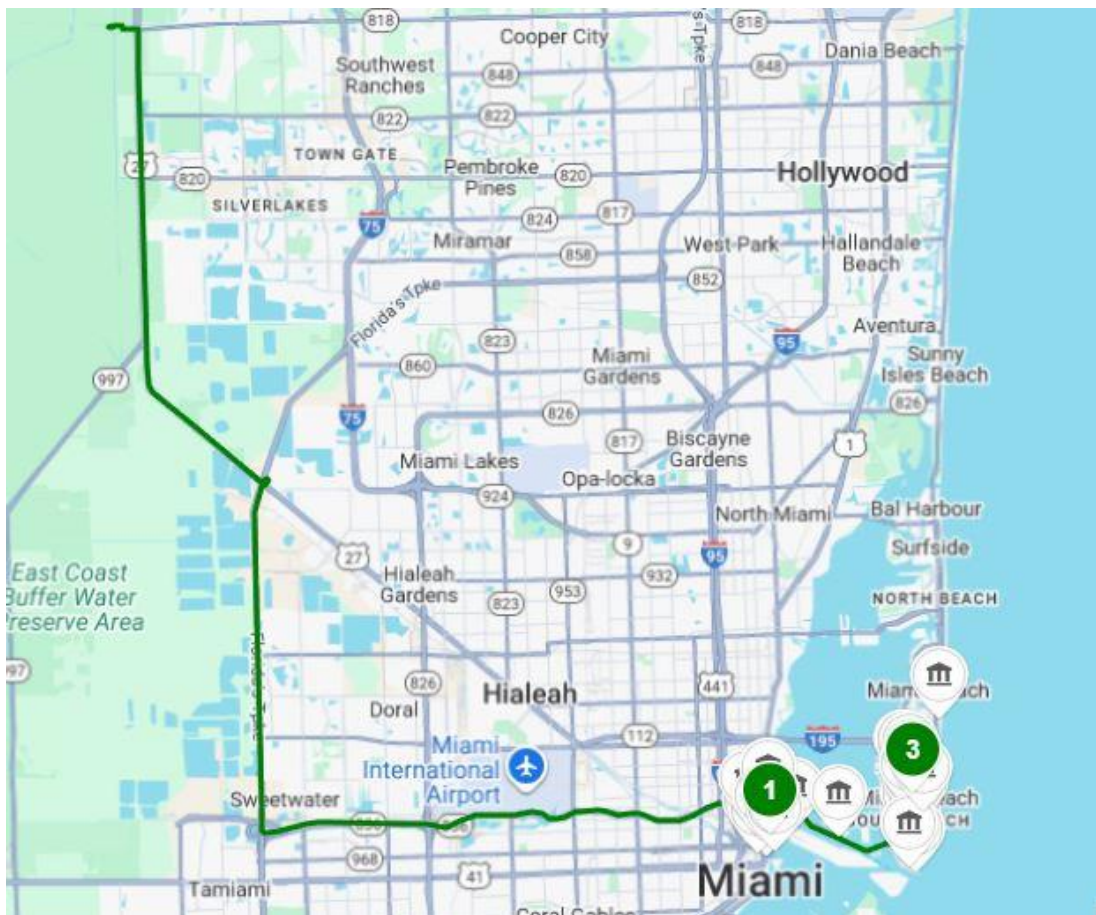 818
Cooper City
818
Dania Beach
Southwest
Ranches
848
848
822
822
TOWN GATE
27
820
Pembroke
Pines
820
Hollywood
SILVERLAKES
817
75
824
Miramar
858
West Park
Hallandale
Beach
852
Florida's Tpke
823
95
Aventura
997
860
Miami
Gardens
Sunny
Isles Beach
826
826
75
817
Biscayne
Gardens
1
Miami Lakes
924
Opa-locka
North Miami
Bal Harbour
9
95
Surfside
27
East Coast
Buffer Water
Preserve Area
Hialeah
Gardens
932
823
953
NORTH BEACH
997
826
Hialeah
441
Doral
112
195
3
Miami
International
Airport
1
Sweetwater
968
41
Tamiami
Miami